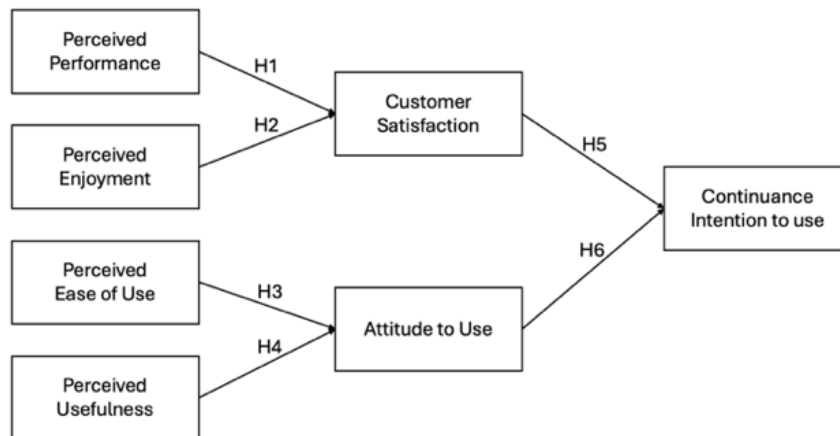 Perceived
Performance
H1
H2
Perceived
Enjoyment
Customer
Satisfaction
H5
Continuance
Intention to use
H6
Perceived
Ease of Use
H3
H4
Attitude to Use
Perceived
Usefulness